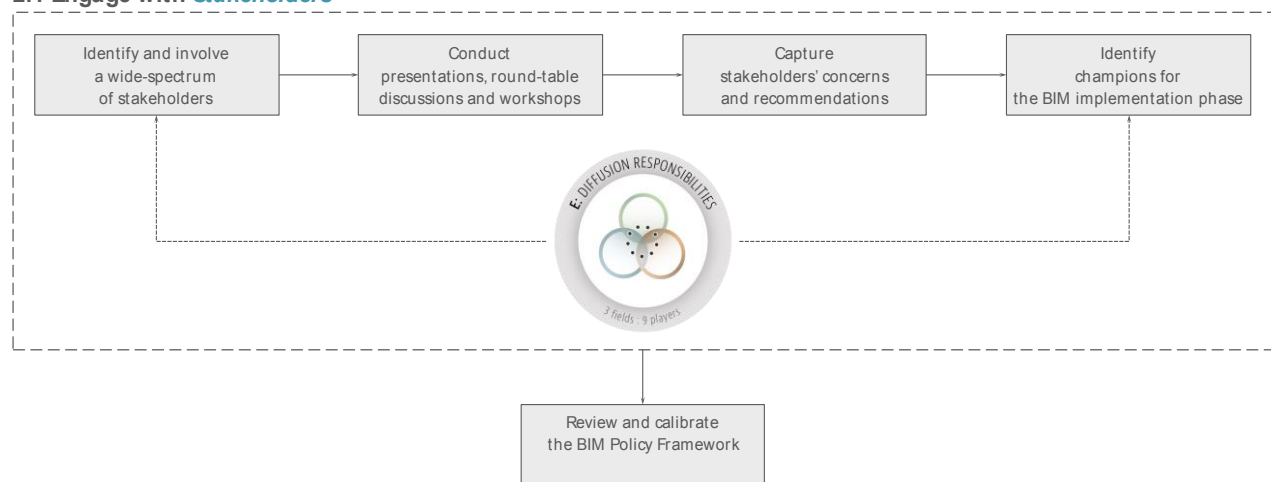 Engage with Stakeholders
Identify and involve
a wide-spectrum
of stakeholders
Conduct
presentations, round-table
discussions and workshops
Capture
stakeholders' concerns
and recommendations
Identify
champions for
the BIM implementation phase
E: DIFFUSION RESPONSIBILITIES
3 fields : 9 players
Review and calibrate
the BIM Policy Framework